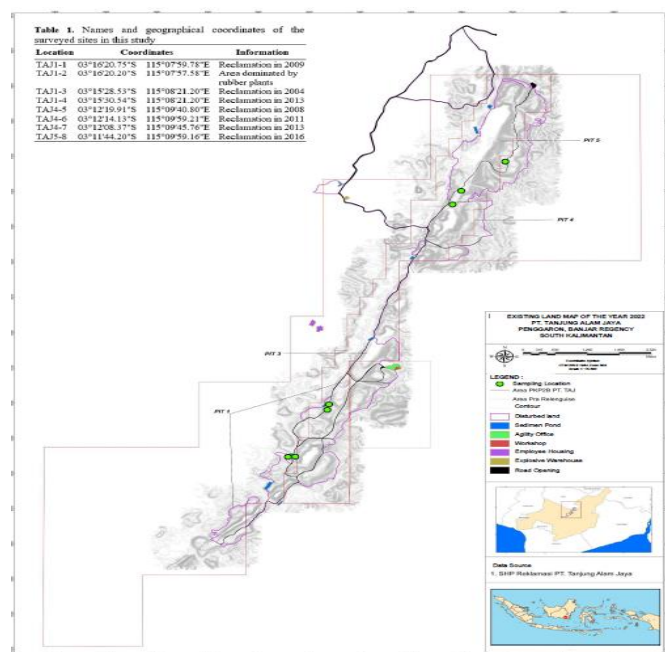 Table 1. Names and geographical coordinates of the
surveyed sites in this study
Location Coordinates Information
TAJ1-1 03°16'20.75"S 115°07'59.78"E Reclamation in 2009
TAJ1-2 03°16'20.20"S 115°07'57.58"E Area dominated by
rubber plants
TAJ1-3 03°15'28.53"S 115°08'21.20"E Reclamation in 2004
TAJ1-4 03°15'30.54"S 115°08'21.20"E Reclamation in 2013
TAJ4-5 03°12'19.91"S 115°09'40.80"E Reclamation in 2008
TAJ4-6 03°12'14.13"S 115°09'59.21"E Reclamation in 2011
TAJ4-7 03°12'08.37"S 115°09'45.76"E Reclamation in 2013
TAJ5-8 03°11'44.20"S 115°09'59.16"E Reclamation in 2016
PIT 5
PIT 4
PIT 3
PIT 1
EXISTING LAND MAP OF THE YEAR 2022
PT. TANJUNG ALAM JAYA
PENGGARON, BANJAR REGENCY
SOUTH KALIMANTAN
LEGEND :
Sampling Location
Area PKP2B PT. TAJ
Area Pra Relenguise
Contour
Disturbed land
Sedimen Pond
Agility Office
Workshop
Employee Housing
Explosive Warehouse
Road Opening
Data Source
1. SHP Reklamasi PT. Tanjung Alam Jaya